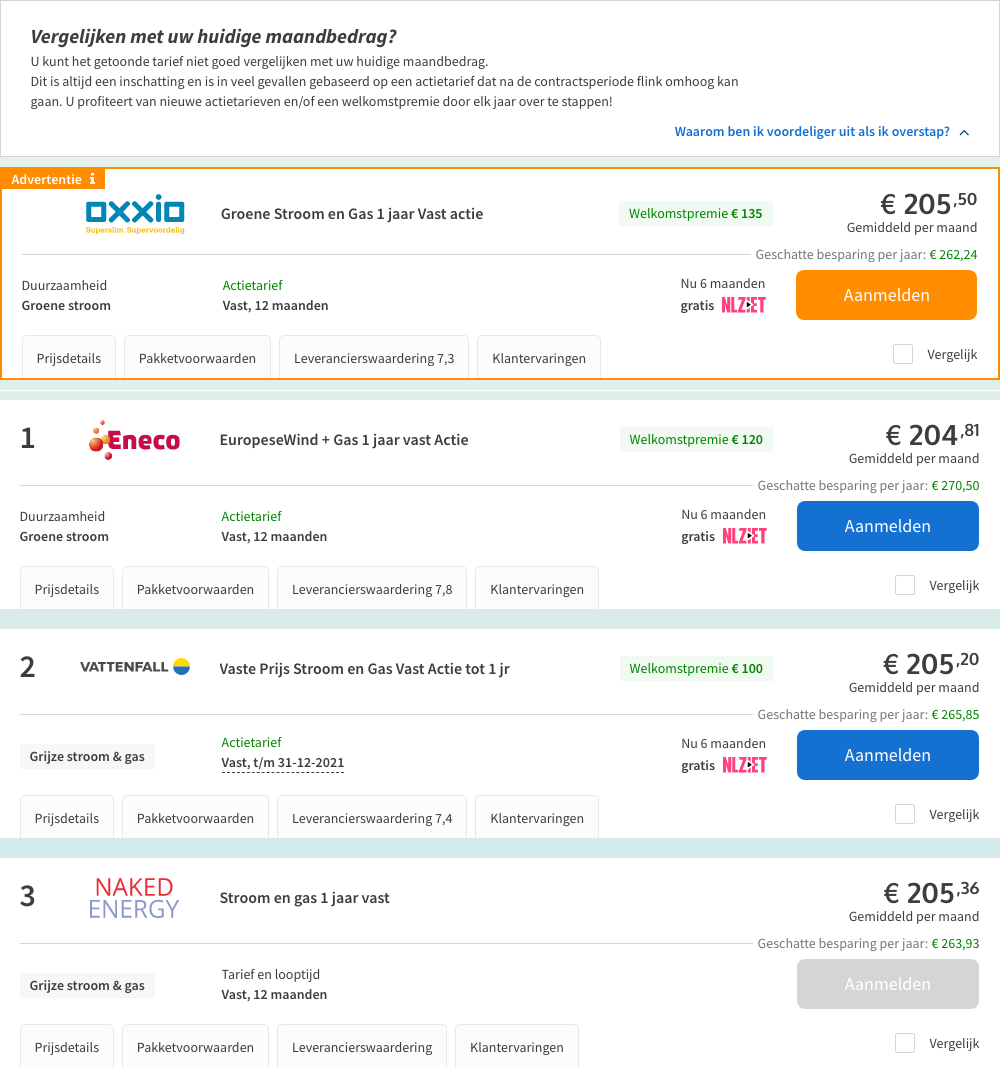 Vergelijken met uw huidige maandbedrag?
U kunt het getoonde tarief niet goed vergelijken met uw huidige maandbedrag.
Dit is altijd een inschatting en is in veel gevallen gebaseerd op een actietarief dat na de contractsperiode flink omhoog kan
gaan. U profiteert van nieuwe actietarieven en/of een welkomstpremie door elk jaar over te stappen!
Waarom ben ik voordeliger uit als ik overstap?
Advertentie i
oxxio
Superslim. Supervoordelig.
Groene Stroom en Gas 1 jaar Vast actie
Welkomstpremie € 135
€ 205,50
Gemiddeld per maand
Geschatte besparing per jaar: € 262,24
Duurzaamheid
Groene stroom
Actietarief
Vast, 12 maanden
Nu 6 maanden
gratis NLZIET
Aanmelden
Prijsdetails
Pakketvoorwaarden
Leverancierswaardering 7,3
Klantervaringen
Vergelijk
1
Eneco
EuropeseWind + Gas 1 jaar vast Actie
Welkomstpremie € 120
€ 204,81
Gemiddeld per maand
Geschatte besparing per jaar: € 270,50
Duurzaamheid
Groene stroom
Actietarief
Vast, 12 maanden
Nu 6 maanden
gratis NLZIET
Aanmelden
Prijsdetails
Pakketvoorwaarden
Leverancierswaardering 7,8
Klantervaringen
Vergelijk
2
VATTENFALL
Vaste Prijs Stroom en Gas Vast Actie tot 1 jr
Welkomstpremie € 100
€ 205,20
Gemiddeld per maand
Geschatte besparing per jaar: € 265,85
Grijze stroom & gas
Actietarief
Vast, t/m 31-12-2021
Nu 6 maanden
gratis NLZIET
Aanmelden
Prijsdetails
Pakketvoorwaarden
Leverancierswaardering 7,4
Klantervaringen
Vergelijk
3
NAKED
ENERGY
Stroom en gas 1 jaar vast
€ 205,36
Gemiddeld per maand
Geschatte besparing per jaar: € 263,93
Grijze stroom & gas
Tarief en looptijd
Vast, 12 maanden
Aanmelden
Prijsdetails
Pakketvoorwaarden
Leverancierswaardering
Klantervaringen
Vergelijk